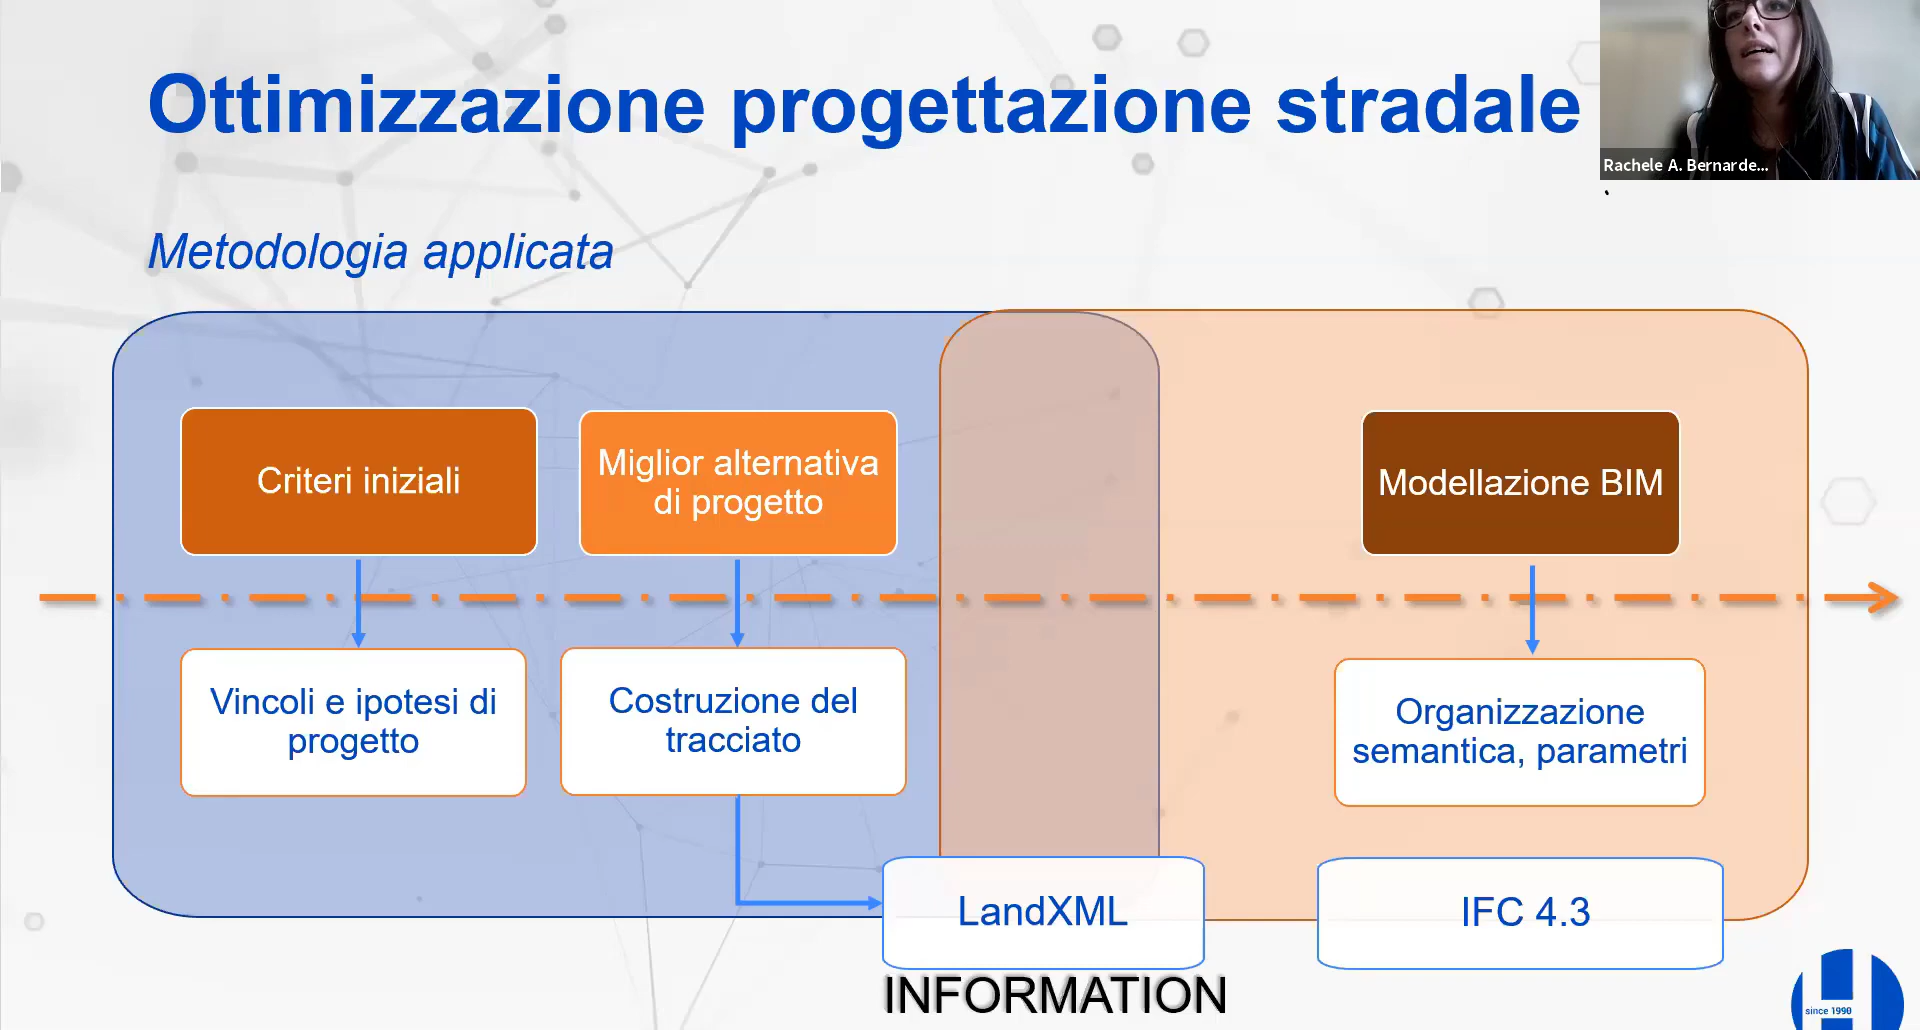 Ottimizzazione progettazione stradale
Rachele A. Bernarde...
Metodologia applicata
Criteri iniziali
Miglior alternativa
di progetto
Modellazione BIM
Vincoli e ipotesi di
progetto
Costruzione del
tracciato
Organizzazione
semantica, parametri
LandXML
IFC 4.3
INFORMATION
since 1990